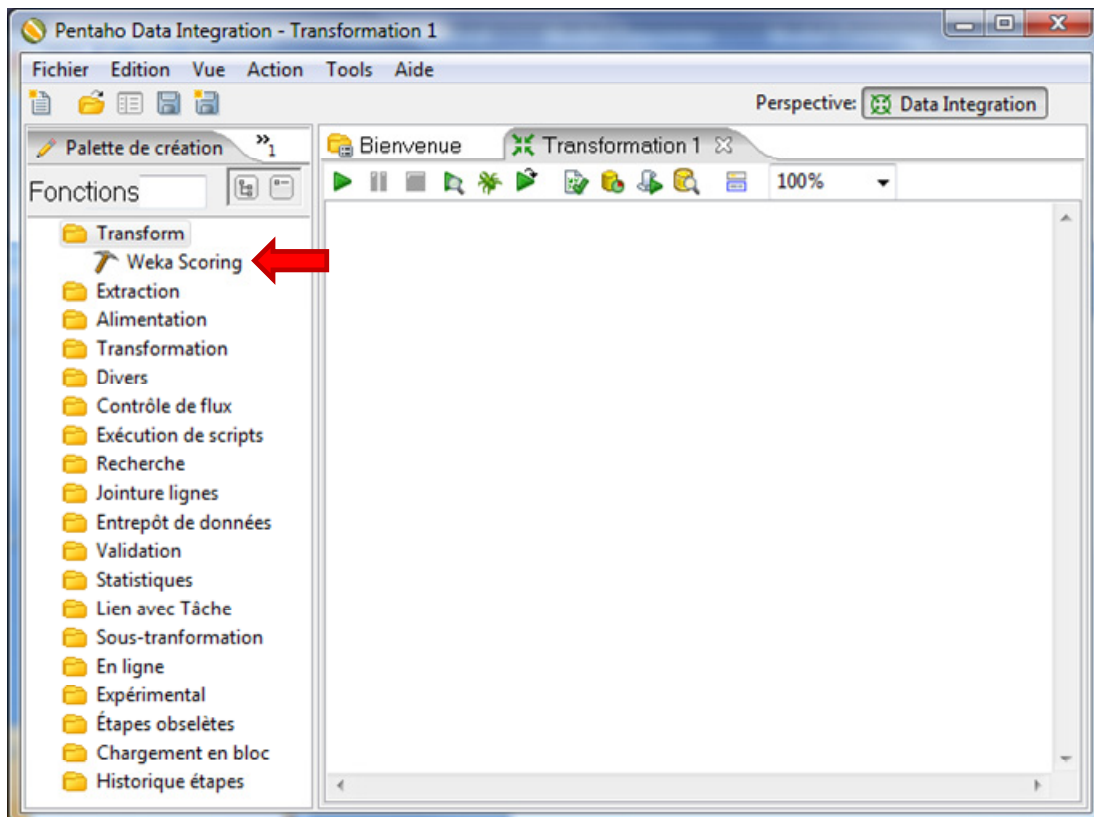 Pentaho Data Integration - Transformation 1
Fichier Edition Vue Action Tools Aide
Perspective: Data Integration
Palette de création »1
Bienvenue Transformation 1
Fonctions
100%
Transform
Weka Scoring
Extraction
Alimentation
Transformation
Divers
Contrôle de flux
Exécution de scripts
Recherche
Jointure lignes
Entrepôt de données
Validation
Statistiques
Lien avec Tâche
Sous-tranformation
En ligne
Expérimental
Étapes obselètes
Chargement en bloc
Historique étapes